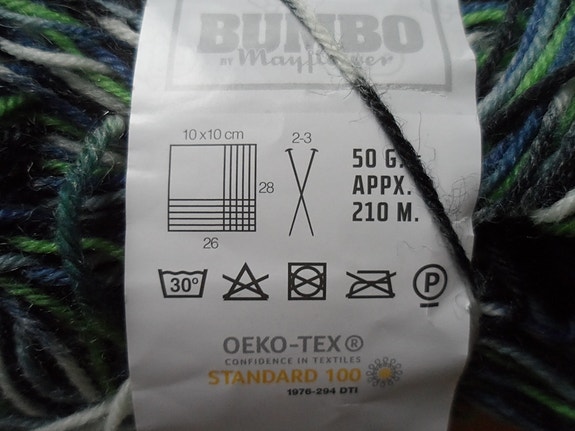 BUMBO
BY Mayflower
10 x 10 cm
2-3
28
26
50 G.
APPX.
210 M.
30°
P
OEKO-TEX®
CONFIDENCE IN TEXTILES
STANDARD 100
1976-294 DTI